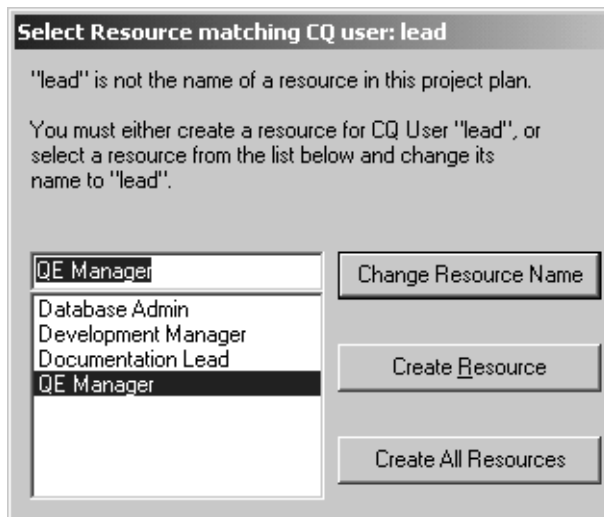 Select Resource matching CQ user: lead
"lead" is not the name of a resource in this project plan.
You must either create a resource for CQ User "lead", or
select a resource from the list below and change its
name to "lead".
QE Manager
Change Resource Name
Database Admin
Development Manager
Documentation Lead
QE Manager
Create Resource
Create All Resources